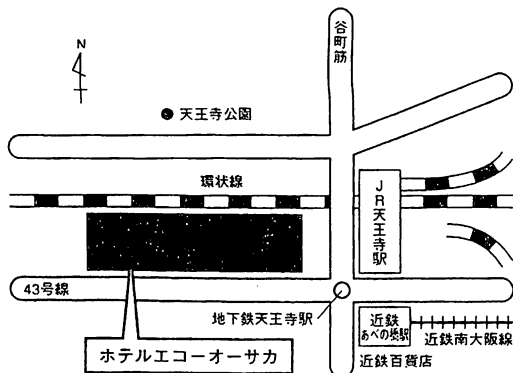 N
谷町筋
天王寺公園
環状線
JR天王寺駅
43号線
地下鉄天王寺駅
近鉄
あべの橋駅
近鉄南大阪線
ホテルエコーオーサカ
近鉄百貨店